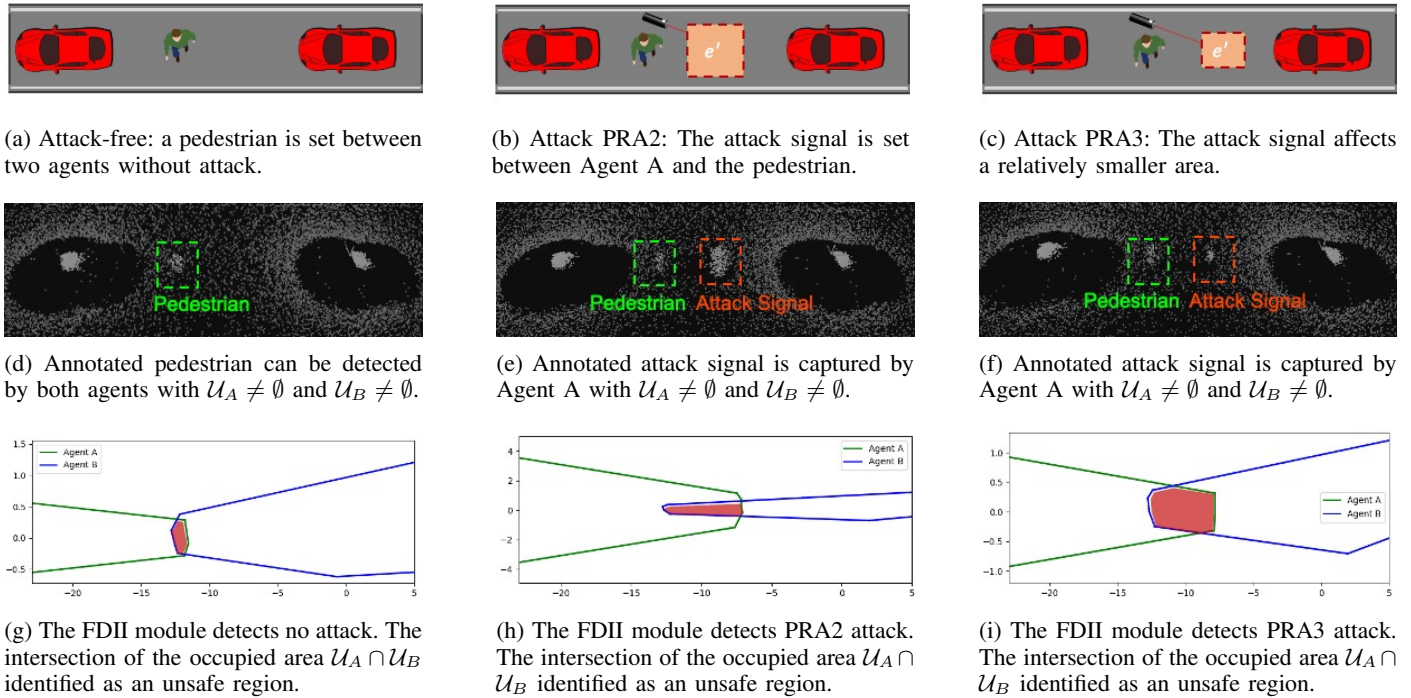 e′
e′
(a) Attack-free: a pedestrian is set between
two agents without attack.
(b) Attack PRA2: The attack signal is set
between Agent A and the pedestrian.
(c) Attack PRA3: The attack signal affects
a relatively smaller area.
Pedestrian
Pedestrian Attack Signal
Pedestrian Attack Signal
(d) Annotated pedestrian can be detected
by both agents with 𝒰_A ≠ ∅ and 𝒰_B ≠ ∅.
(e) Annotated attack signal is captured by
Agent A with 𝒰_A ≠ ∅ and 𝒰_B ≠ ∅.
(f) Annotated attack signal is captured by
Agent A with 𝒰_A ≠ ∅ and 𝒰_B ≠ ∅.
Agent A
Agent B
1.5
1.0
0.5
0.0
−0.5
−20 −15 −10 −5 0 5
Agent A
Agent B
4
2
0
−2
−4
−20 −15 −10 −5 0 5
Agent A
Agent B
1.0
0.5
0.0
−0.5
−1.0
−20 −15 −10 −5 0 5
(g) The FDII module detects no attack. The
intersection of the occupied area 𝒰_A ∩ 𝒰_B
identified as an unsafe region.
(h) The FDII module detects PRA2 attack.
The intersection of the occupied area 𝒰_A ∩
𝒰_B identified as an unsafe region.
(i) The FDII module detects PRA3 attack.
The intersection of the occupied area 𝒰_A ∩
𝒰_B identified as an unsafe region.